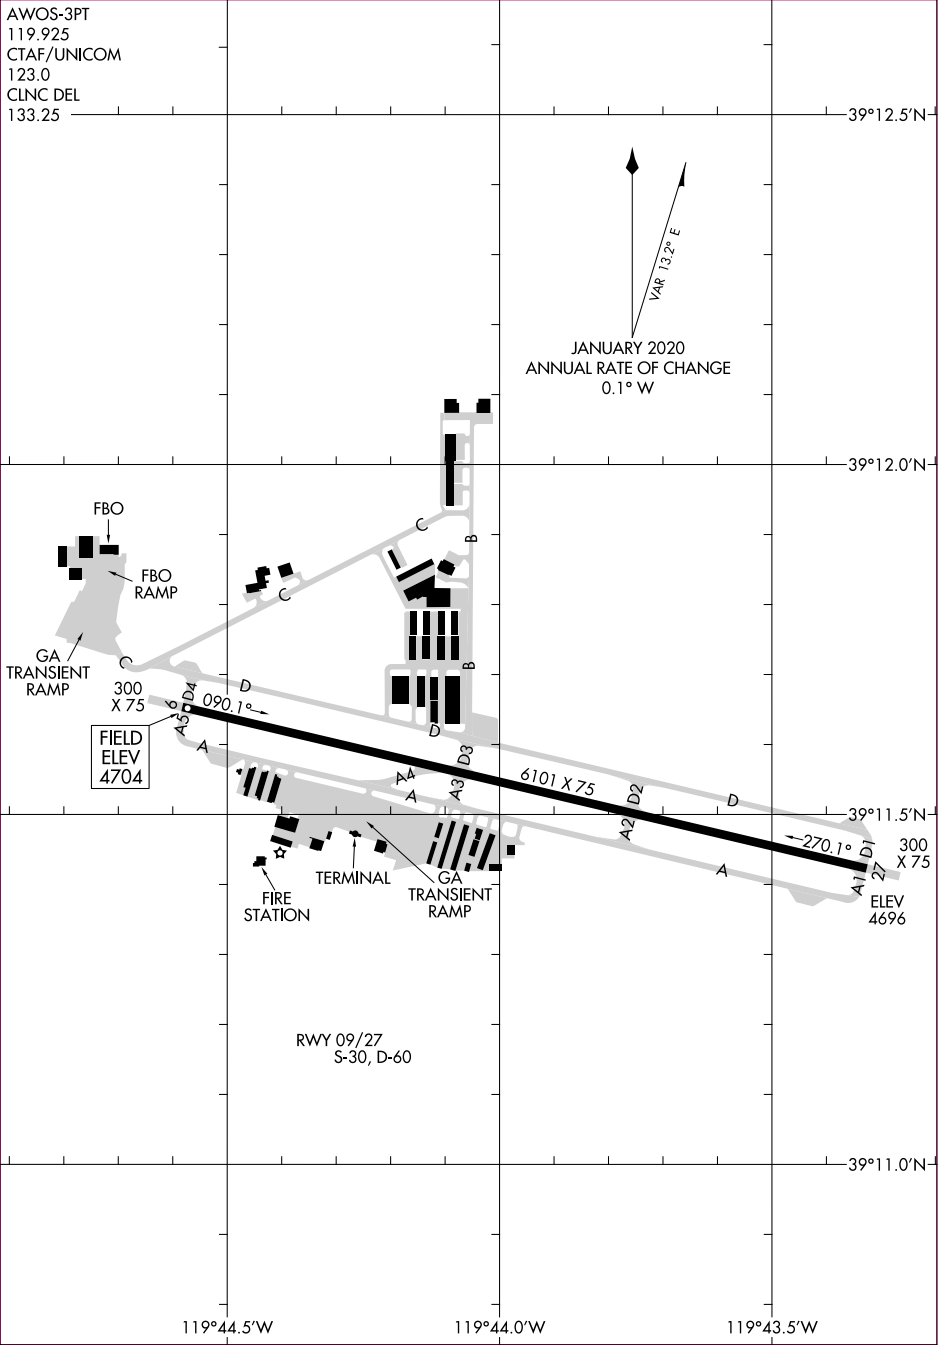 AWOS-3PT
119.925
CTAF/UNICOM
123.0
CLNC DEL
133.25
39°12.5'N
VAR 13.2° E
JANUARY 2020
ANNUAL RATE OF CHANGE
0.1° W
39°12.0'N
FBO
C
B
FBO
RAMP
C
GA
TRANSIENT
RAMP
C
B
300
X 75
D4
D
6
090.1°
A5
A
D
FIELD
ELEV
4704
D3
A4
A3
A
6101 X 75
D2
D
A2
39°11.5'N
270.1°
D1
300
X 75
27
A1
A
ELEV
4696
TERMINAL
GA
TRANSIENT
RAMP
FIRE
STATION
RWY 09/27
S-30, D-60
39°11.0'N
119°44.5'W
119°44.0'W
119°43.5'W